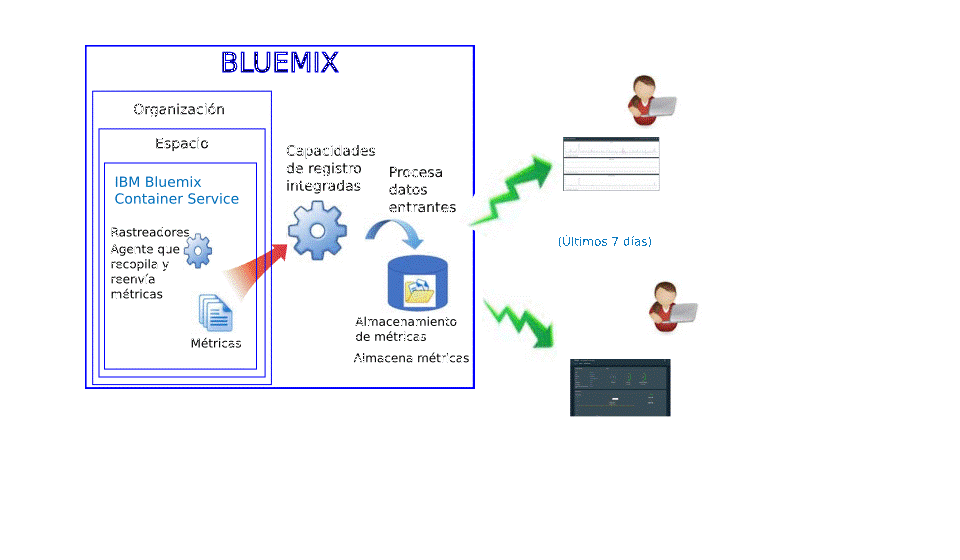 BLUEMIX
Organización
Espacio
IBM Bluemix
Container Service
Rastreadores
Agente que
recopila y
reenvía
métricas
Métricas
Capacidades
de registro
integradas
Procesa
datos
entrantes
Almacenamiento
de métricas
Almacena métricas
(Últimos 7 días)